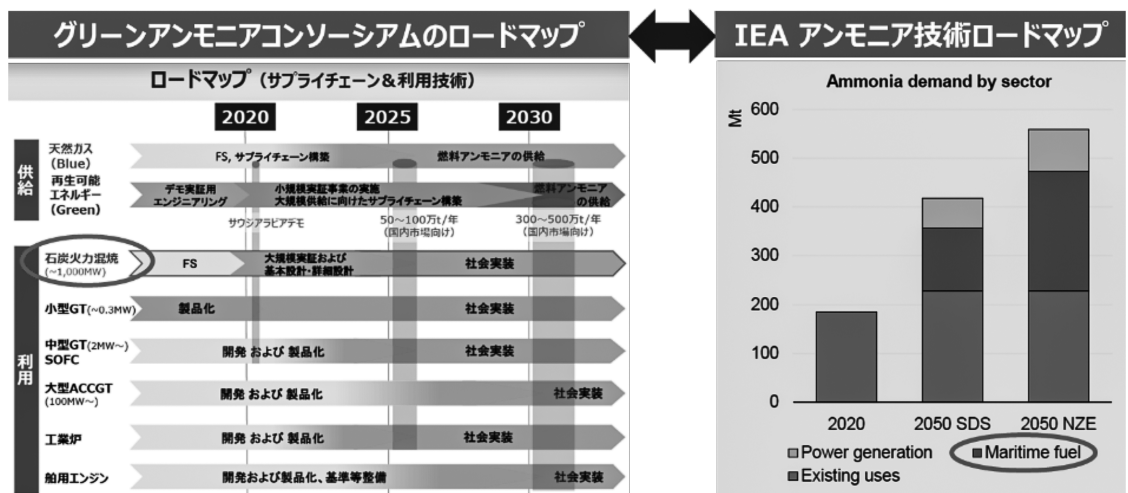 グリーンアンモニアコンソーシアムのロードマップ
IEA アンモニア技術ロードマップ
ロードマップ（サプライチェーン＆利用技術）
2020
2025
2030
供給
天然ガス
(Blue)
FS, サプライチェーン構築
燃料アンモニアの供給
再生可能
エネルギー
(Green)
デモ実証用
エンジニアリング
小規模実証事業の実施
大規模供給に向けたサプライチェーン構築
燃料アンモニア
の供給
サウジアラビアデモ
50～100万t/年
(国内市場向け)
300～500万t/年
(国内市場向け)
利用
石炭火力混焼
(~1,000MW)
FS
大規模実証および
基本設計・詳細設計
社会実装
小型GT(~0.3MW)
製品化
社会実装
中型GT(2MW～)
SOFC
開発 および 製品化
社会実装
大型ACCGT
(100MW～)
開発 および 製品化
社会実装
工業炉
開発 および 製品化
社会実装
舶用エンジン
開発および製品化、基準等整備
社会実装
Ammonia demand by sector
Mt
600
500
400
300
200
100
0
2020
2050 SDS
2050 NZE
Power generation
Maritime fuel
Existing uses